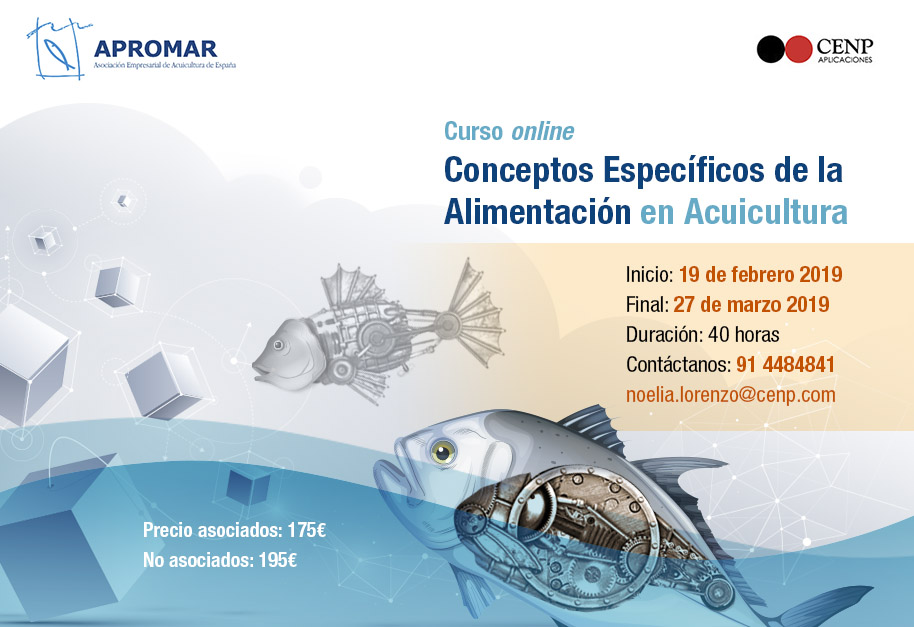 APROMAR
Asociación Empresarial de Acuicultura de España
CENP
APLICACIONES
Curso online
Conceptos Específicos de la
Alimentación en Acuicultura
Inicio: 19 de febrero 2019
Final: 27 de marzo 2019
Duración: 40 horas
Contáctanos: 91 4484841
noelia.lorenzo@cenp.com
Precio asociados: 175€
No asociados: 195€